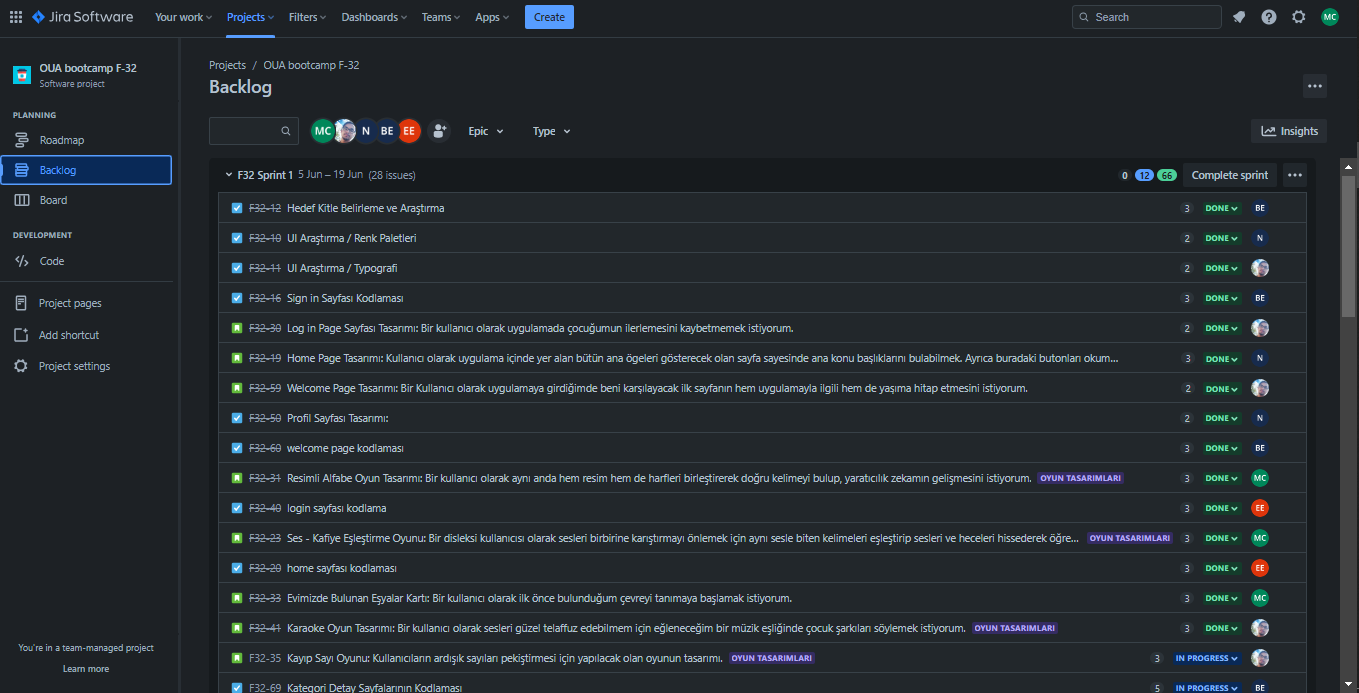 Jira Software Your work Projects Filters Dashboards Teams Apps Create Search MC
OUA bootcamp F-32
Software project
PLANNING
Roadmap
Backlog
Board
DEVELOPMENT
Code
Project pages
Add shortcut
Project settings
You're in a team-managed project
Learn more
Projects / OUA bootcamp F-32
Backlog
MC N BE EE Epic Type Insights
F32 Sprint 1 5 Jun – 19 Jun (28 issues) 0 12 66 Complete sprint
F32-12 Hedef Kitle Belirleme ve Araştırma 3 DONE BE
F32-10 UI Araştırma / Renk Paletleri 2 DONE N
F32-11 UI Araştırma / Typografi 2 DONE
F32-16 Sign in Sayfası Kodlaması 3 DONE BE
F32-30 Log in Page Sayfası Tasarımı: Bir kullanıcı olarak uygulamada çocuğumun ilerlemesini kaybetmemek istiyorum. 2 DONE
F32-19 Home Page Tasarımı: Kullanıcı olarak uygulama içinde yer alan bütün ana ögeleri gösterecek olan sayfa sayesinde ana konu başlıklarını bulabilmek. Ayrıca buradaki butonları okum... 3 DONE N
F32-59 Welcome Page Tasarımı: Bir Kullanıcı olarak uygulamaya girdiğimde beni karşılayacak ilk sayfanın hem uygulamayla ilgili hem de yaşıma hitap etmesini istiyorum. 2 DONE
F32-50 Profil Sayfası Tasarımı: 2 DONE N
F32-60 welcome page kodlaması 3 DONE BE
F32-31 Resimli Alfabe Oyun Tasarımı: Bir kullanıcı olarak aynı anda hem resim hem de harfleri birleştirerek doğru kelimeyi bulup, yaratıcılık zekamın gelişmesini istiyorum. OYUN TASARIMLARI 3 DONE MC
F32-40 login sayfası kodlama 3 DONE EE
F32-23 Ses - Kafiye Eşleştirme Oyunu: Bir disleksi kullanıcısı olarak sesleri birbirine karıştırmayı önlemek için aynı sesle biten kelimeleri eşleştirip sesleri ve heceleri hissederek öğre... OYUN TASARIMLARI 3 DONE MC
F32-20 home sayfası kodlaması 3 DONE EE
F32-33 Evimizde Bulunan Eşyalar Kartı: Bir kullanıcı olarak ilk önce bulunduğum çevreyi tanımaya başlamak istiyorum. 3 DONE MC
F32-41 Karaoke Oyun Tasarımı: Bir kullanıcı olarak sesleri güzel telaffuz edebilmem için eğleneceğim bir müzik eşliğinde çocuk şarkıları söylemek istiyorum. OYUN TASARIMLARI 3 DONE
F32-35 Kayıp Sayı Oyunu: Kullanıcıların ardışık sayıları pekiştirmesi için yapılacak olan oyunun tasarımı. OYUN TASARIMLARI 3 IN PROGRESS
F32-69 Kategori Detay Sayfalarının Kodlaması 5 IN PROGRESS BE